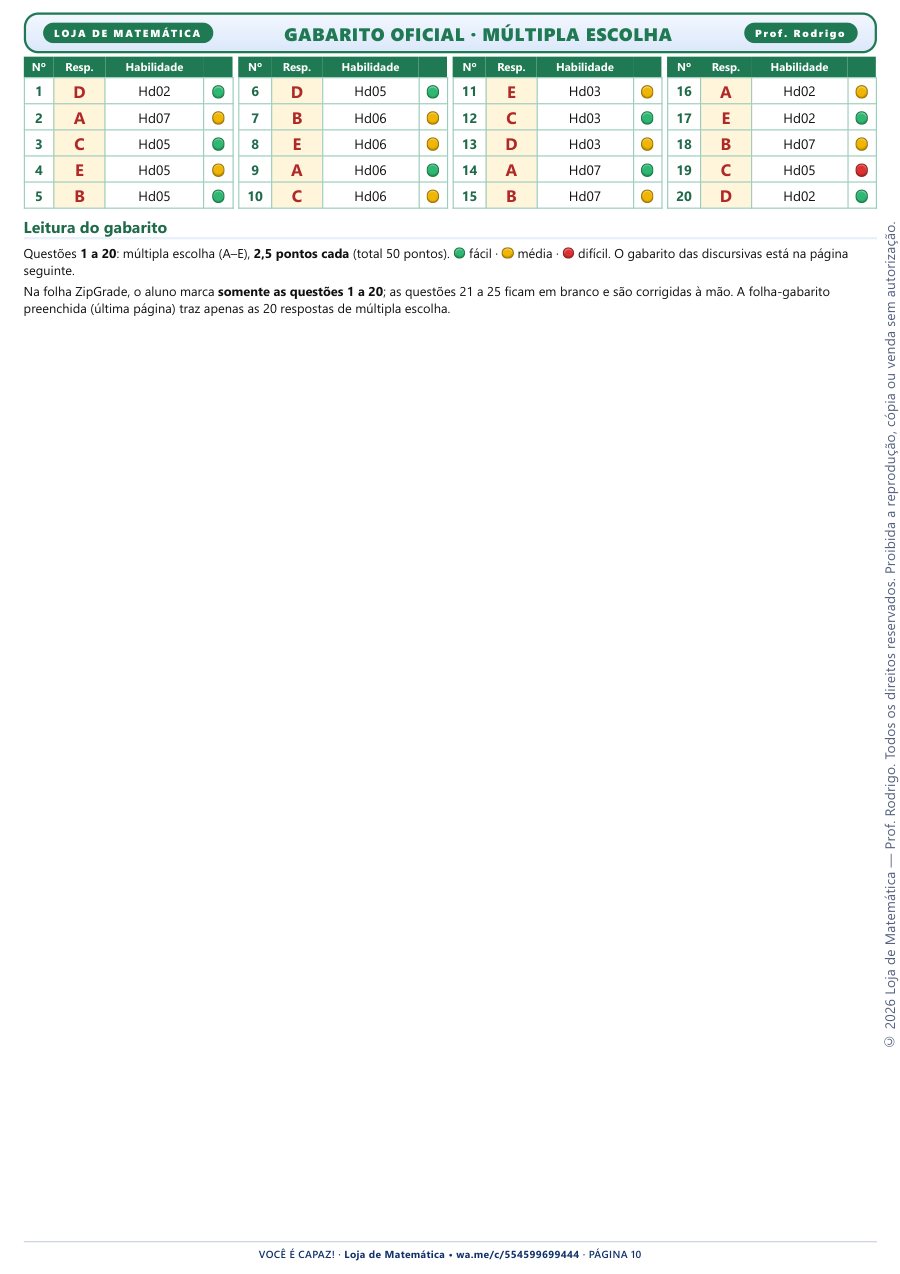 LOJA DE MATEMÁTICA
GABARITO OFICIAL · MÚLTIPLA ESCOLHA
Prof. Rodrigo
Nº Resp. Habilidade Nº Resp. Habilidade Nº Resp. Habilidade Nº Resp. Habilidade
1 D Hd02 6 D Hd05 11 E Hd03 16 A Hd02
2 A Hd07 7 B Hd06 12 C Hd03 17 E Hd02
3 C Hd05 8 E Hd06 13 D Hd03 18 B Hd07
4 E Hd05 9 A Hd06 14 A Hd07 19 C Hd05
5 B Hd05 10 C Hd06 15 B Hd07 20 D Hd02
Leitura do gabarito
Questões 1 a 20: múltipla escolha (A–E), 2,5 pontos cada (total 50 pontos). fácil · média · difícil. O gabarito das discursivas está na página
seguinte.
Na folha ZipGrade, o aluno marca somente as questões 1 a 20; as questões 21 a 25 ficam em branco e são corrigidas à mão. A folha-gabarito
preenchida (última página) traz apenas as 20 respostas de múltipla escolha.
© 2026 Loja de Matemática — Prof. Rodrigo. Todos os direitos reservados. Proibida a reprodução, cópia ou venda sem autorização.
VOCÊ É CAPAZ! · Loja de Matemática • wa.me/c/554599699444 · PÁGINA 10